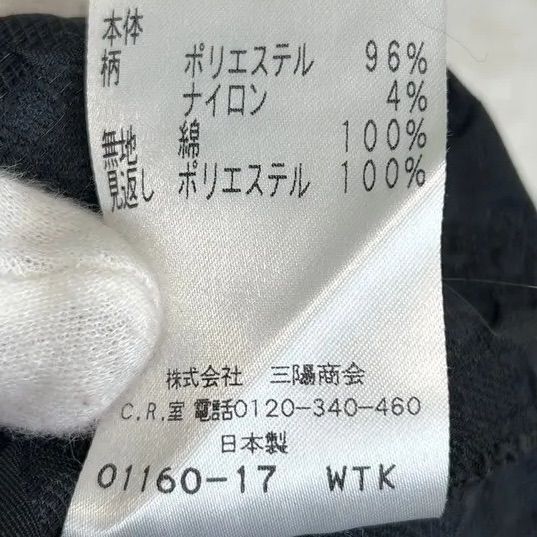 本体
柄 ポリエステル 96%
ナイロン 4%
無地 綿 100%
見返し ポリエステル 100%
株式会社 三陽商会
C.R.室 電話0120-340-460
日本製
01160-17 WTK